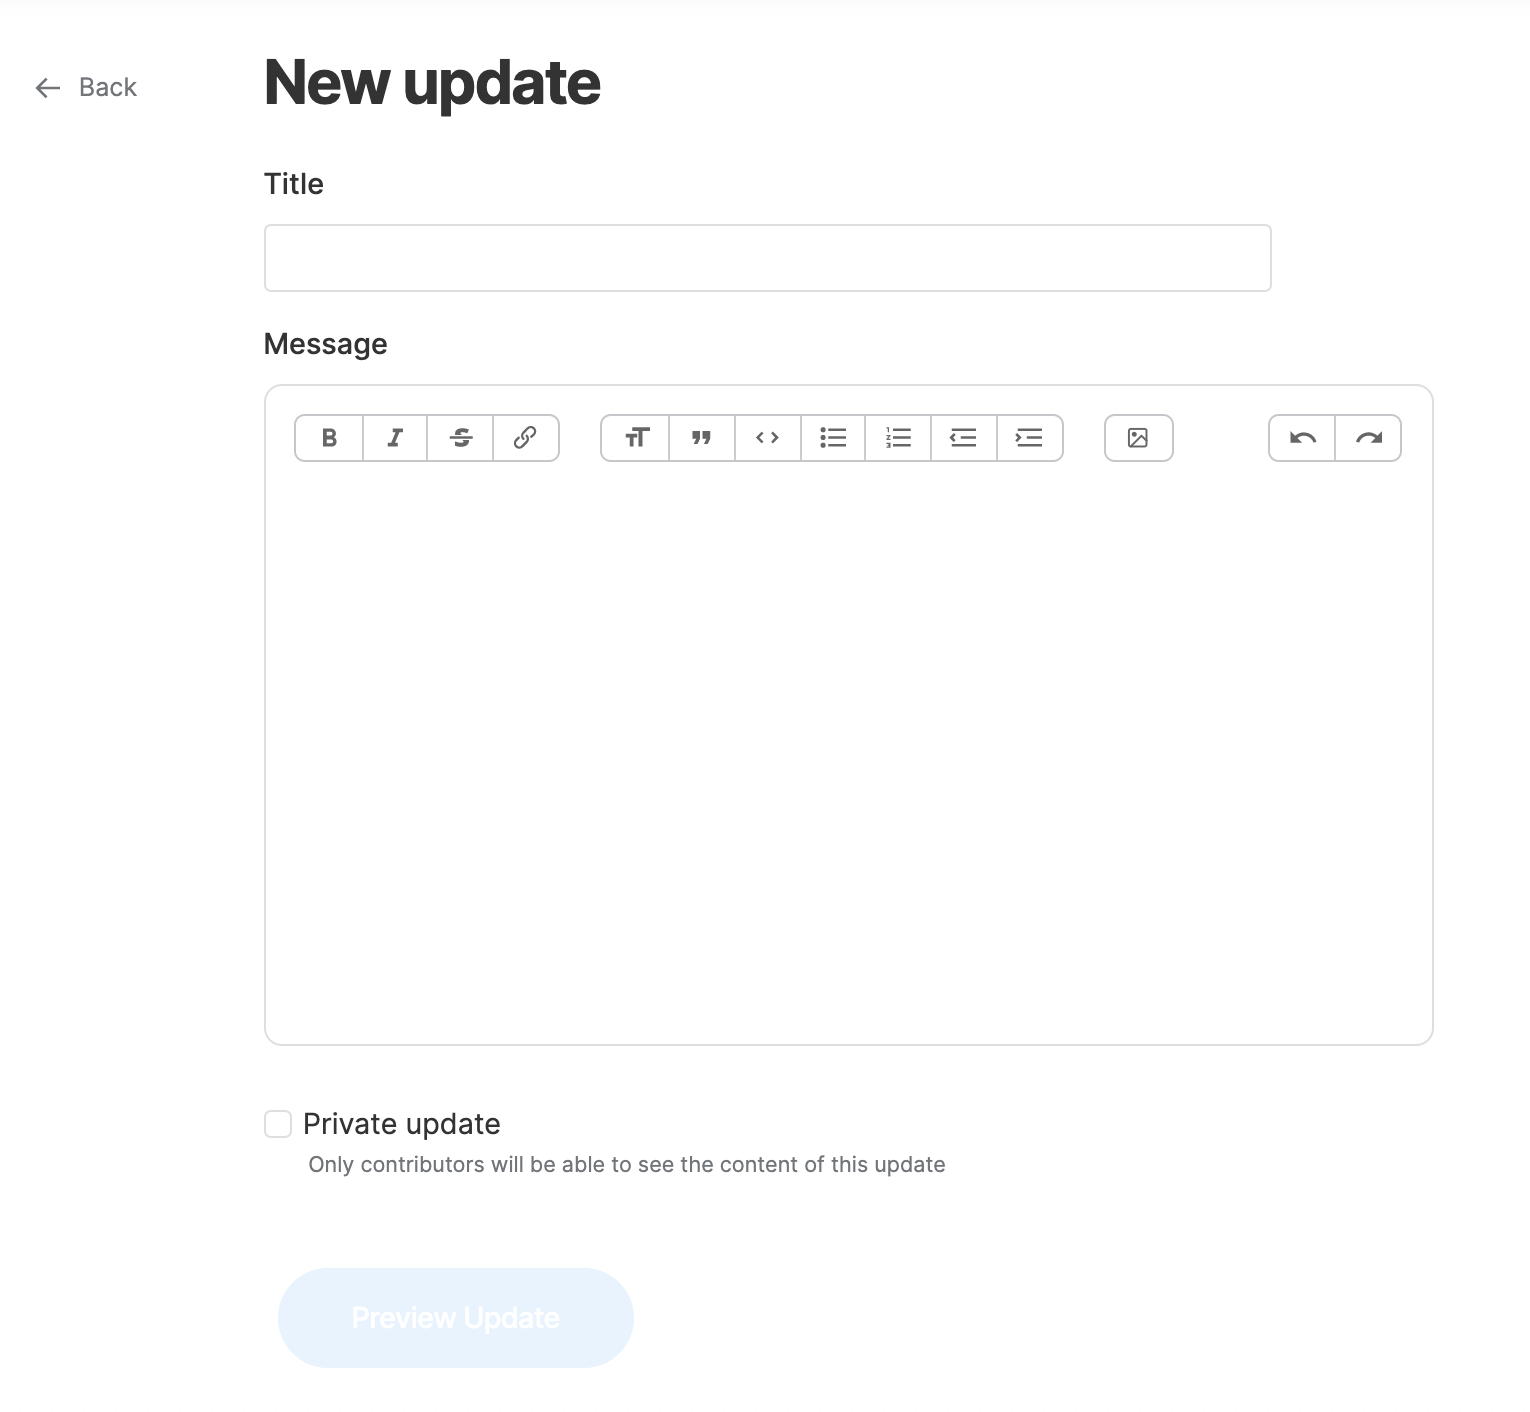 Back
New update
Title
Message
Private update
Only contributors will be able to see the content of this update
Preview Update